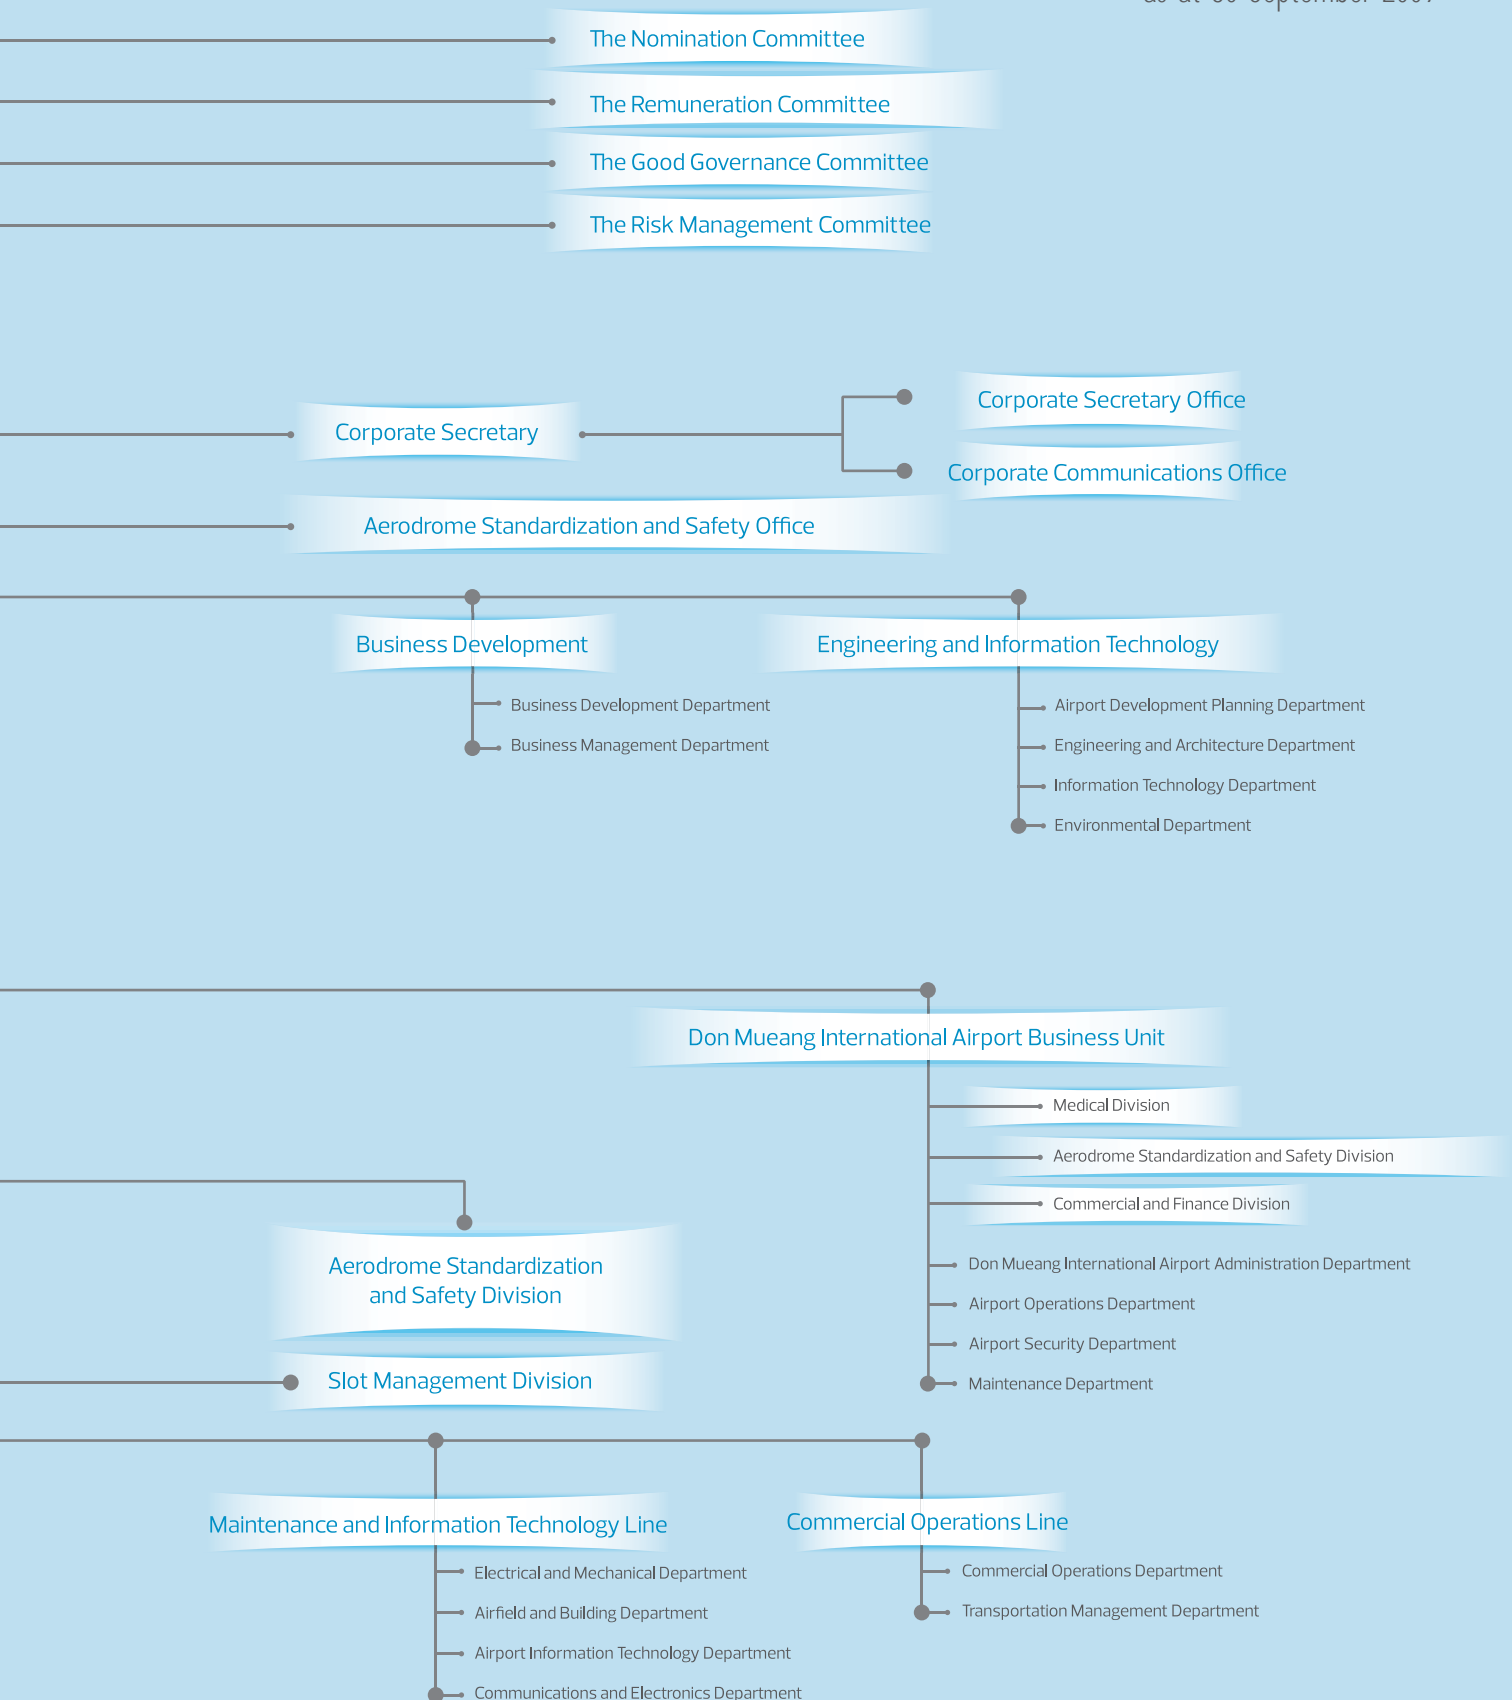 The Nomination Committee
The Remuneration Committee
The Good Governance Committee
The Risk Management Committee
Corporate Secretary
Corporate Secretary Office
Corporate Communications Office
Aerodrome Standardization and Safety Office
Business Development
Business Development Department
Business Management Department
Engineering and Information Technology
Airport Development Planning Department
Engineering and Architecture Department
Information Technology Department
Environmental Department
Don Mueang International Airport Business Unit
Medical Division
Aerodrome Standardization and Safety Division
Commercial and Finance Division
Don Mueang International Airport Administration Department
Airport Operations Department
Airport Security Department
Maintenance Department
Aerodrome Standardization
and Safety Division
Slot Management Division
Maintenance and Information Technology Line
Electrical and Mechanical Department
Airfield and Building Department
Airport Information Technology Department
Communications and Electronics Department
Commercial Operations Line
Commercial Operations Department
Transportation Management Department